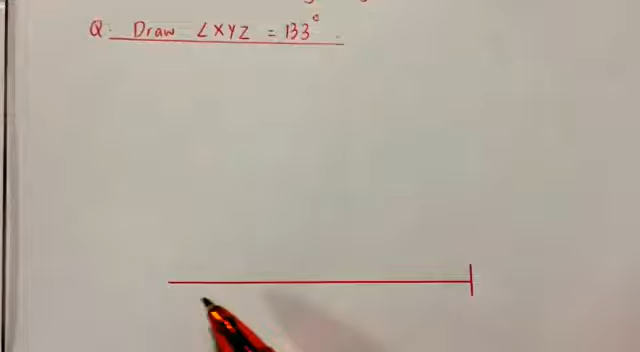 Q. Draw ∠XYZ = 133° .